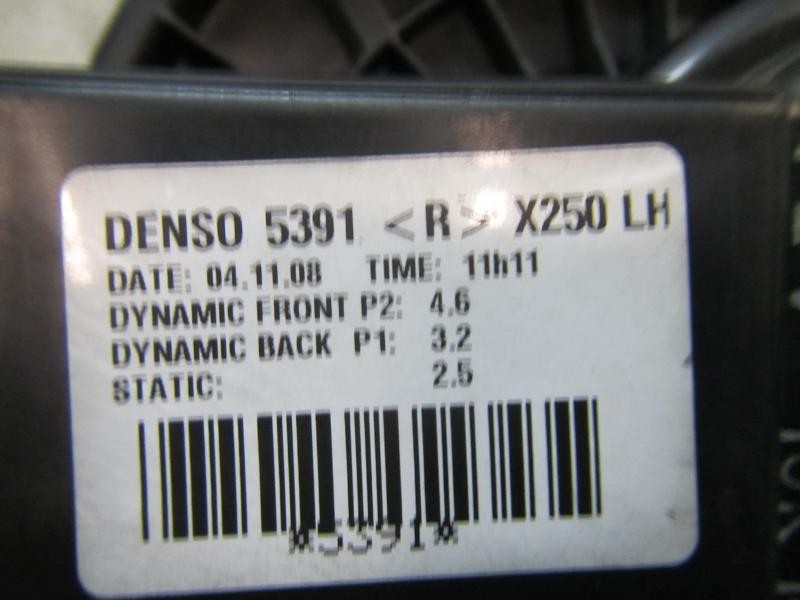 DENSO 5391 <R> X250 LH
DATE: 04.11.08 TIME: 11h11
DYNAMIC FRONT P2: 4.6
DYNAMIC BACK P1: 3.2
STATIC: 2.5
*5391*